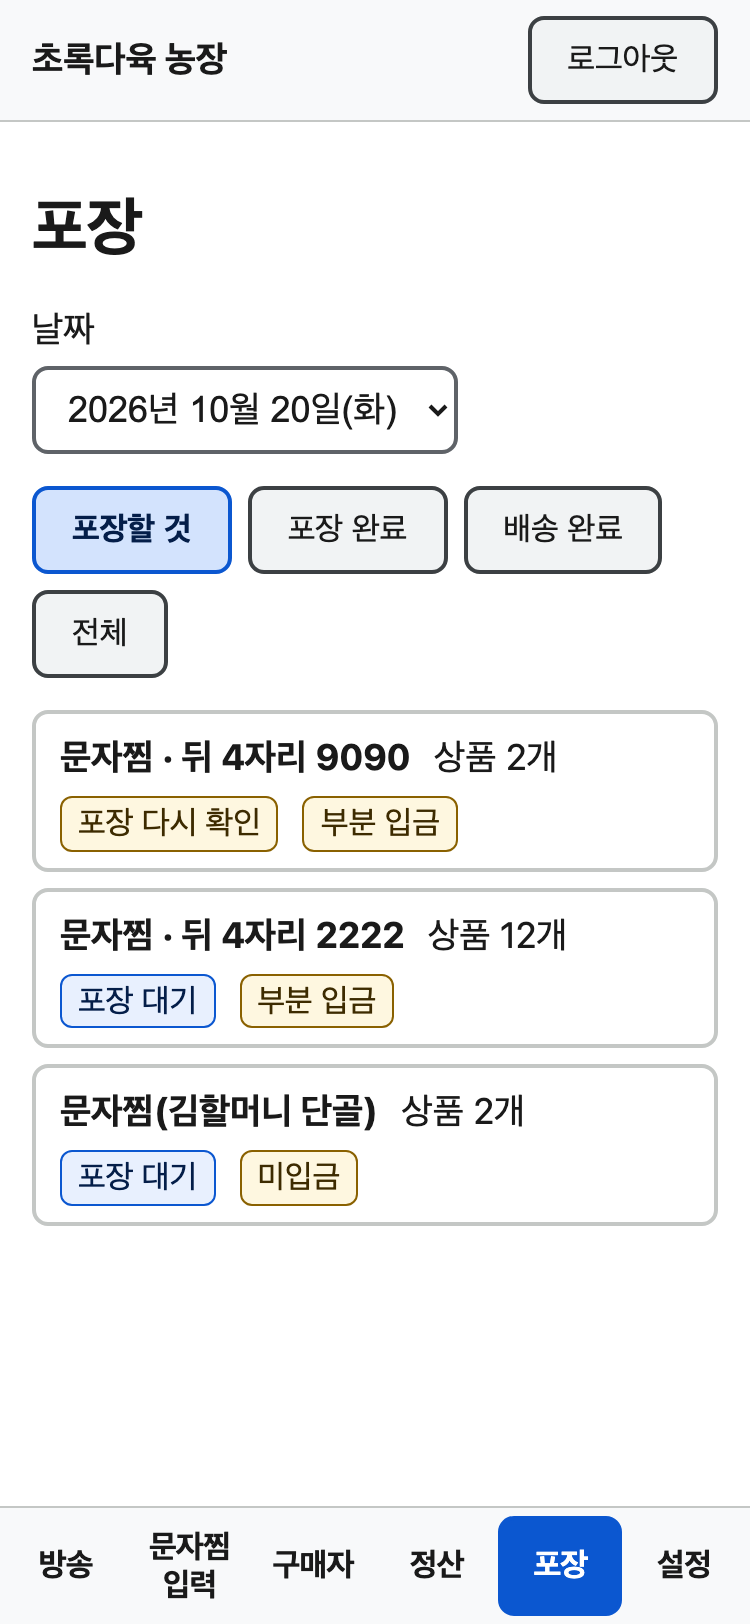 초록다육 농장
로그아웃
포장
날짜
2026년 10월 20일(화)
포장할 것
포장 완료
배송 완료
전체
문자찜 · 뒤 4자리 9090 상품 2개
포장 다시 확인
부분 입금
문자찜 · 뒤 4자리 2222 상품 12개
포장 대기
부분 입금
문자찜(김할머니 단골) 상품 2개
포장 대기
미입금
방송
문자찜
입력
구매자
정산
포장
설정